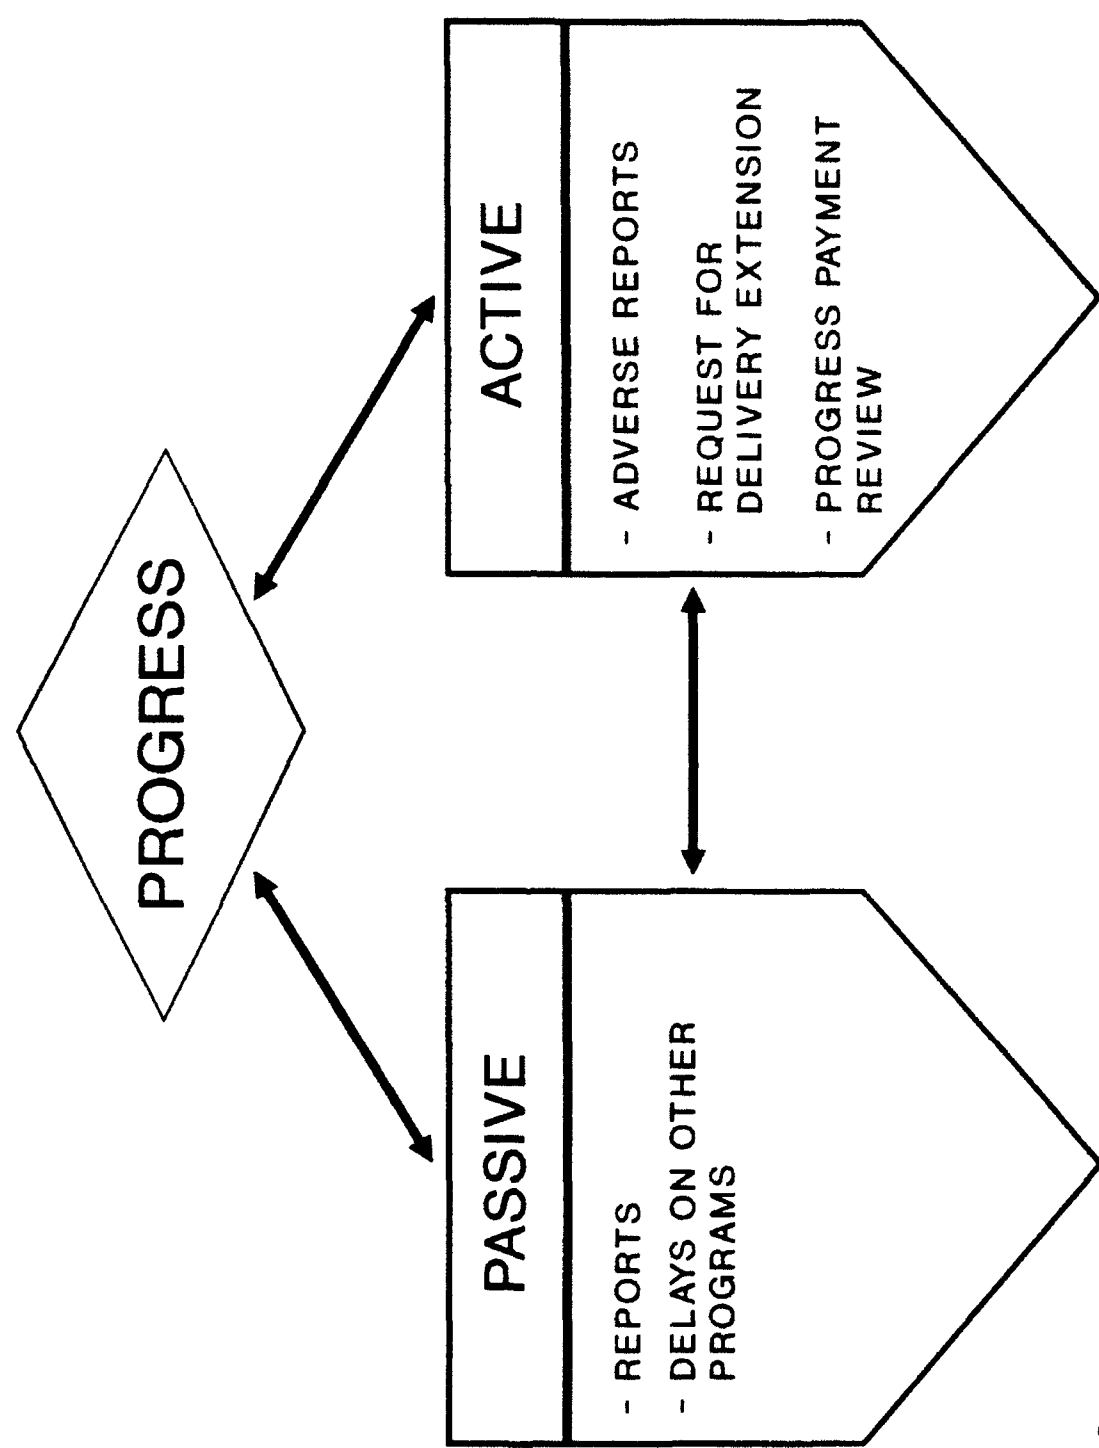 PROGRESS
PASSIVE
- REPORTS
- DELAYS ON OTHER
PROGRAMS
ACTIVE
- ADVERSE REPORTS
- REQUEST FOR
DELIVERY EXTENSION
- PROGRESS PAYMENT
REVIEW